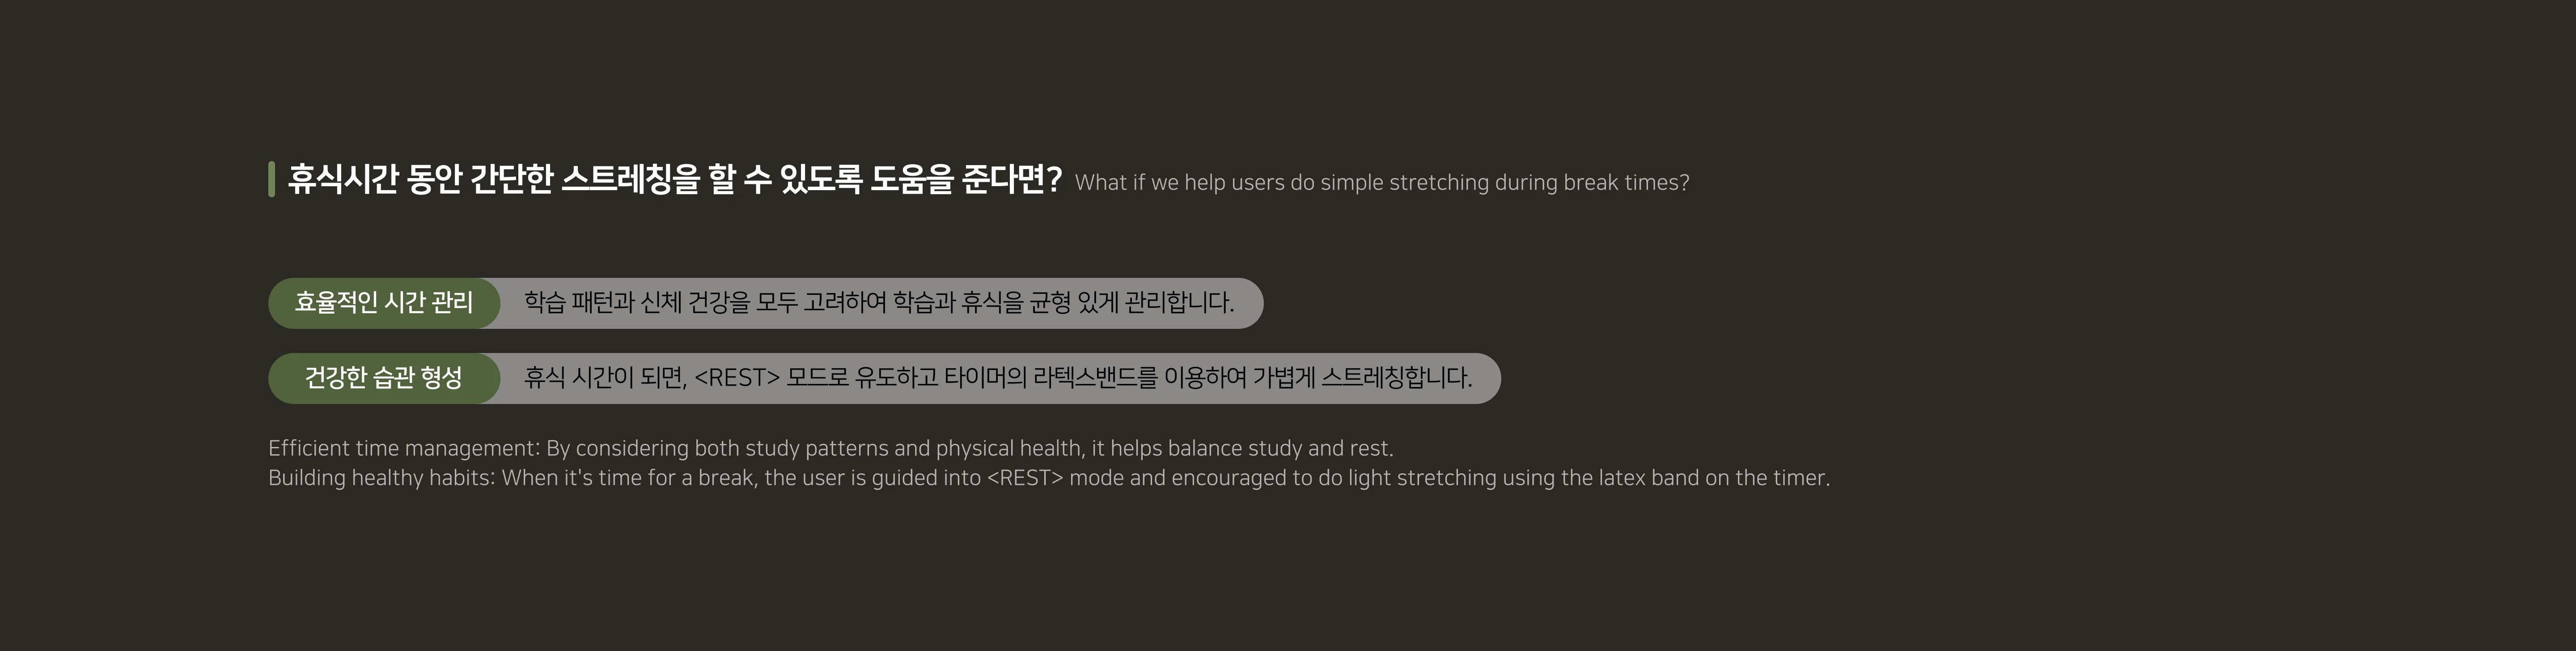 휴식시간 동안 간단한 스트레칭을 할 수 있도록 도움을 준다면? What if we help users do simple stretching during break times?
효율적인 시간 관리 학습 패턴과 신체 건강을 모두 고려하여 학습과 휴식을 균형 있게 관리합니다.
건강한 습관 형성 휴식 시간이 되면, <REST> 모드로 유도하고 타이머의 라텍스밴드를 이용하여 가볍게 스트레칭합니다.
Efficient time management: By considering both study patterns and physical health, it helps balance study and rest.
Building healthy habits: When it's time for a break, the user is guided into <REST> mode and encouraged to do light stretching using the latex band on the timer.